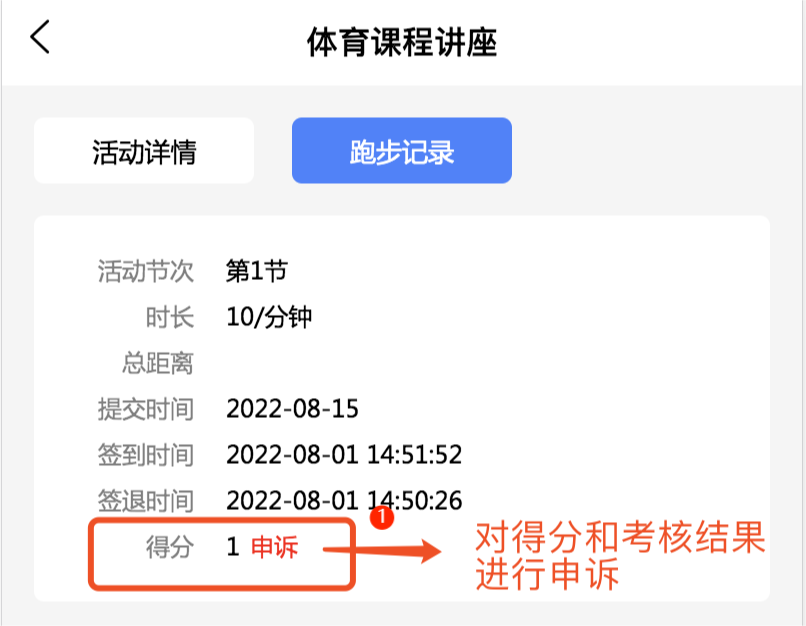 体育课程讲座
活动详情 跑步记录
活动节次 第1节
时长 10/分钟
总距离
提交时间 2022-08-15
签到时间 2022-08-01 14:51:52
签退时间 2022-08-01 14:50:26
1
得分 1 申诉
对得分和考核结果
进行申诉